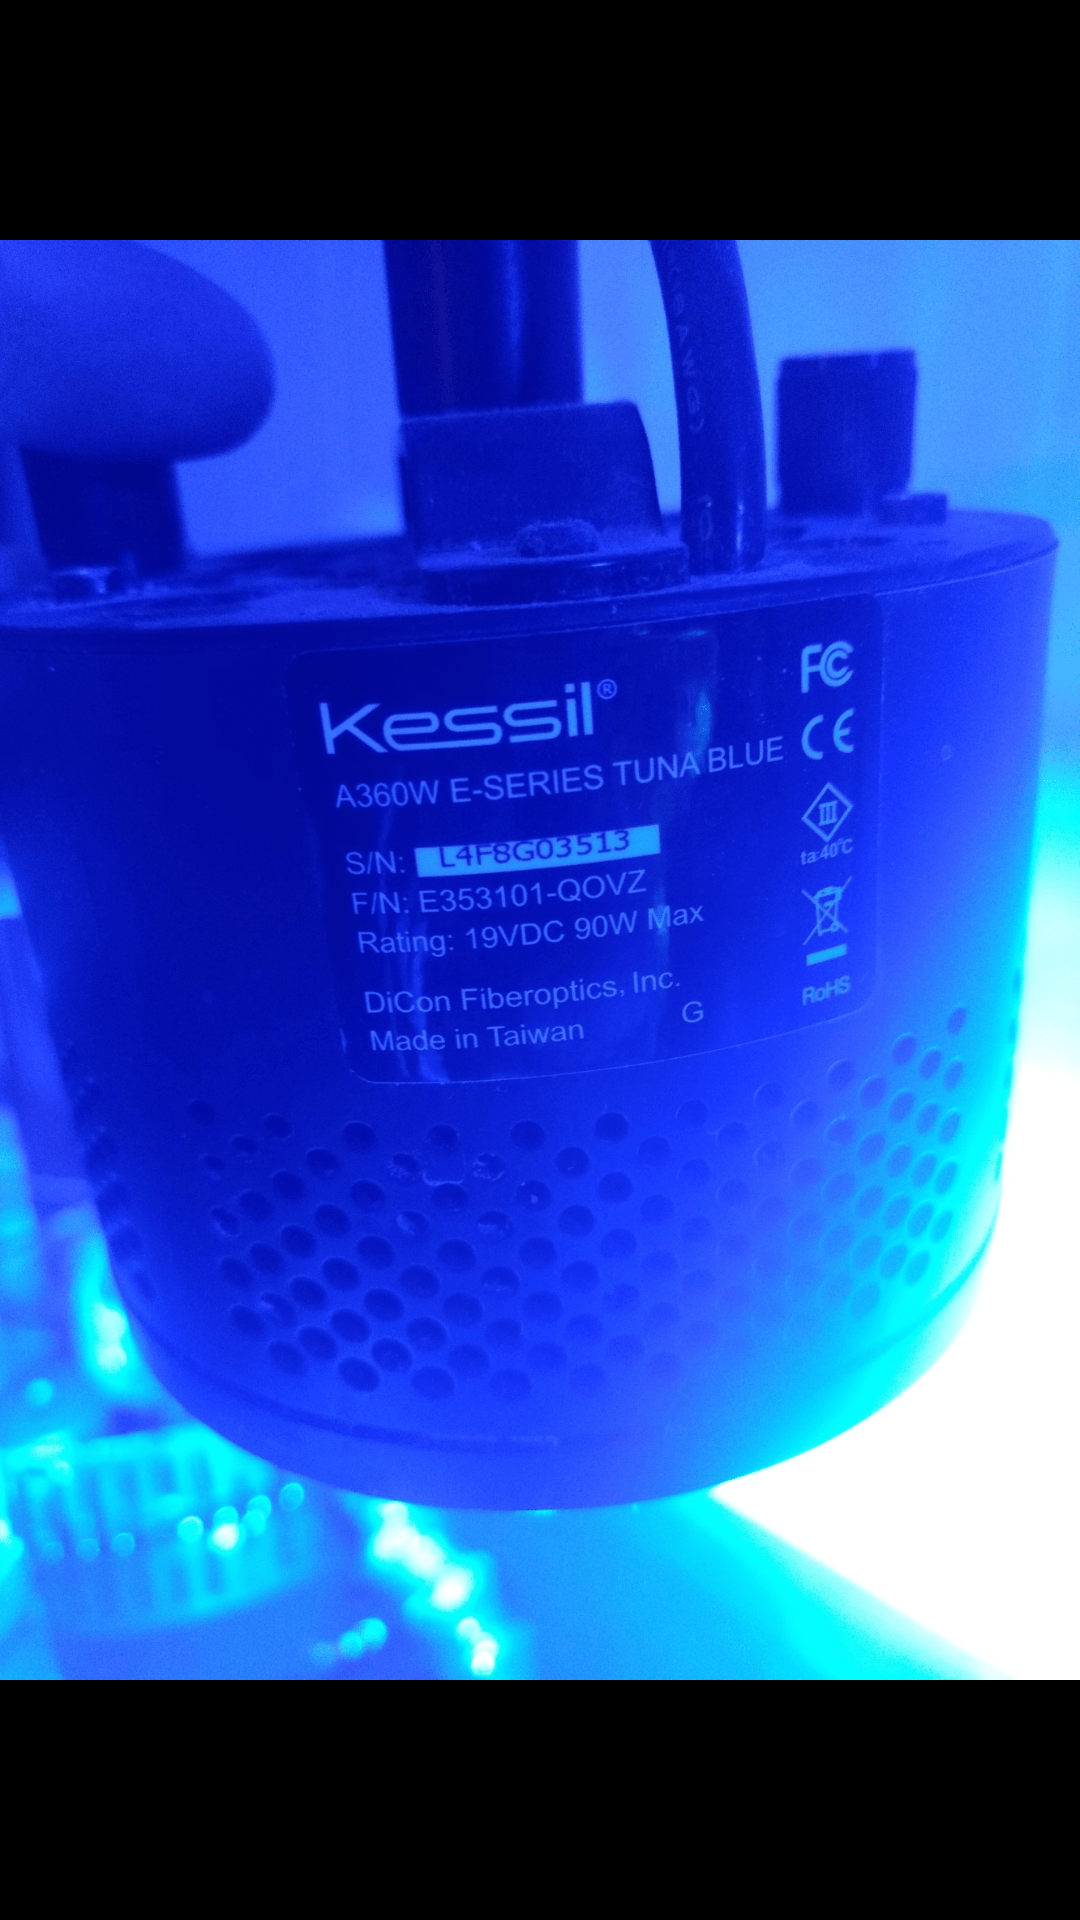 Kessil®
A360W E-SERIES TUNA BLUE
S/N: L4F8G03513
F/N: E353101-QOVZ
Rating: 19VDC 90W Max
DiCon Fiberoptics, Inc.
Made in Taiwan
G
FC
CE
III
ta:40°C
RoHS